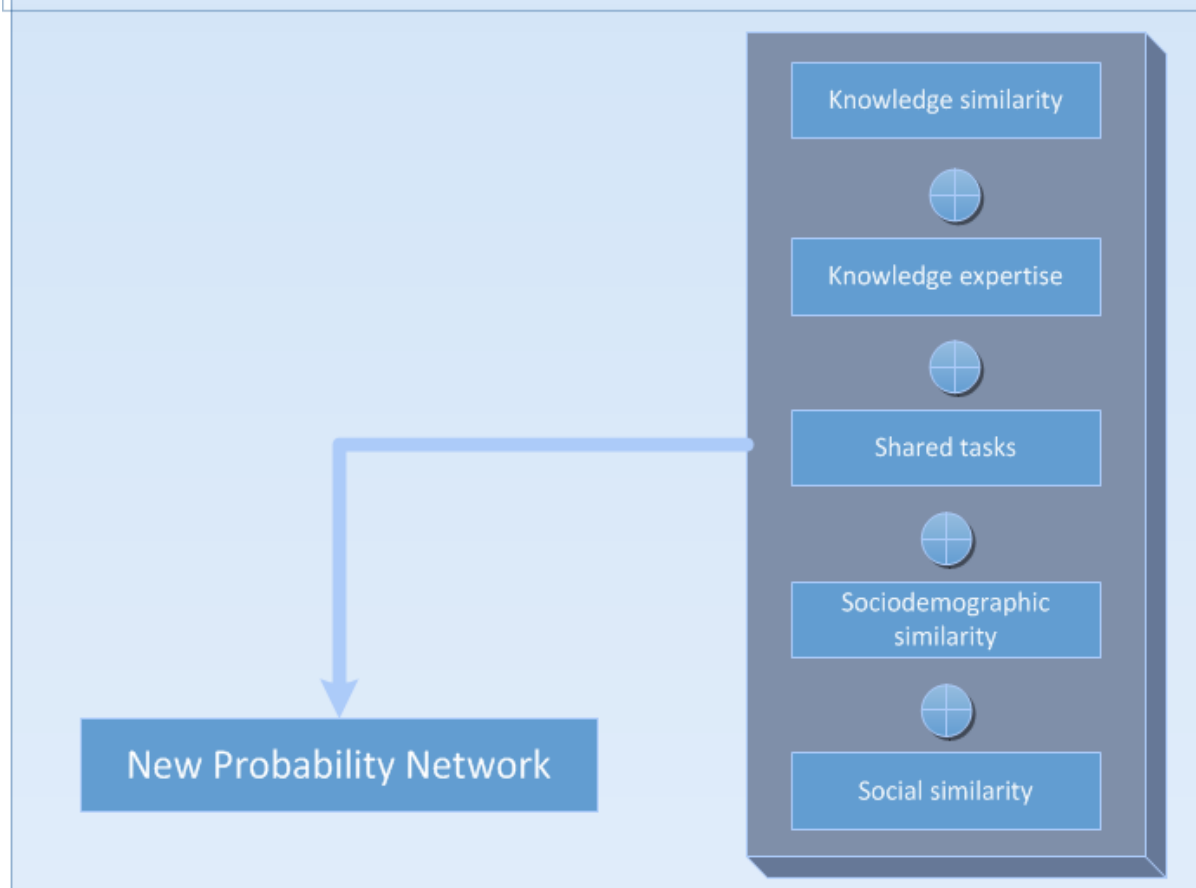 Knowledge similarity
Knowledge expertise
Shared tasks
Sociodemographic
similarity
Social similarity
New Probability Network